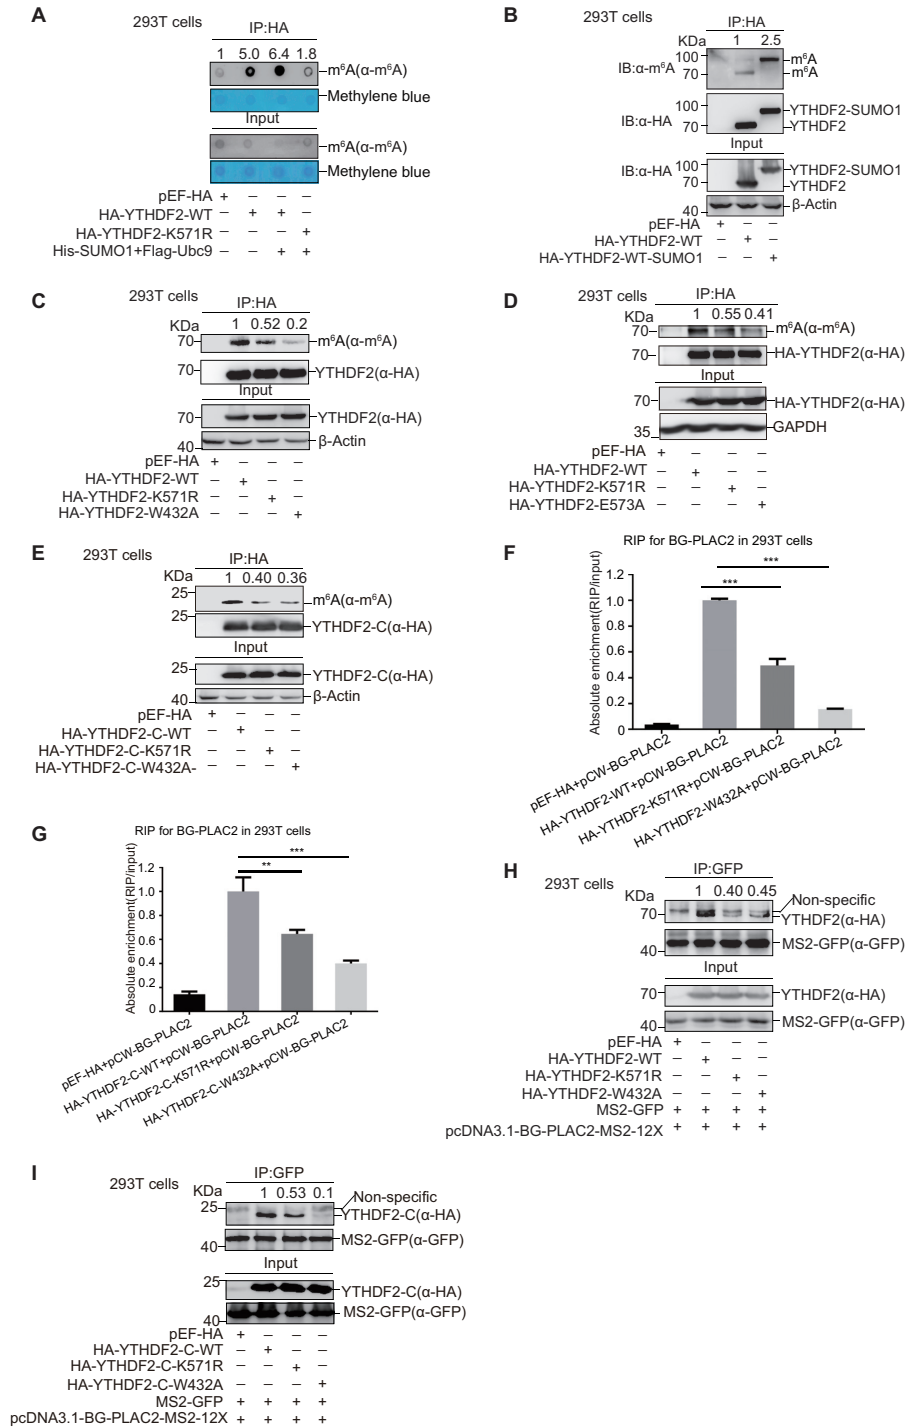 A
293T cells
IP:HA
1 5.0 6.4 1.8
m⁶A(α-m⁶A)
Methylene blue
Input
m⁶A(α-m⁶A)
Methylene blue
pEF-HA + – – –
HA-YTHDF2-WT – + + –
HA-YTHDF2-K571R – – – +
His-SUMO1+Flag-Ubc9 – – + +
B
293T cells
IP:HA
KDa 1 2.5
IB:α-m⁶A 100 m⁶A
70 m⁶A
IB:α-HA 100 YTHDF2-SUMO1
70 YTHDF2
Input
IB:α-HA 100 YTHDF2-SUMO1
70 YTHDF2
40 β-Actin
pEF-HA + – –
HA-YTHDF2-WT – + –
HA-YTHDF2-WT-SUMO1 – – +
C
293T cells
IP:HA
KDa 1 0.52 0.2
70 m⁶A(α-m⁶A)
70 YTHDF2(α-HA)
Input
70 YTHDF2(α-HA)
40 β-Actin
pEF-HA + – – –
HA-YTHDF2-WT – + – –
HA-YTHDF2-K571R – – + –
HA-YTHDF2-W432A – – – +
D
293T cells
IP:HA
KDa 1 0.55 0.41
70 m⁶A(α-m⁶A)
70 HA-YTHDF2(α-HA)
Input
70 HA-YTHDF2(α-HA)
35 GAPDH
pEF-HA + – – –
HA-YTHDF2-WT – + – –
HA-YTHDF2-K571R – – + –
HA-YTHDF2-E573A – – – +
E
293T cells
IP:HA
KDa 1 0.40 0.36
25 m⁶A(α-m⁶A)
25 YTHDF2-C(α-HA)
Input
25 YTHDF2-C(α-HA)
40 β-Actin
pEF-HA + – – –
HA-YTHDF2-C-WT – + – –
HA-YTHDF2-C-K571R – – + –
HA-YTHDF2-C-W432A- – – +
F
RIP for BG-PLAC2 in 293T cells
***
***
Absolute enrichment(RIP/input)
1.2
1.0
0.8
0.6
0.4
0.2
0
pEF-HA+pCW-BG-PLAC2
HA-YTHDF2-WT+pCW-BG-PLAC2
HA-YTHDF2-K571R+pCW-BG-PLAC2
HA-YTHDF2-W432A+pCW-BG-PLAC2
G
RIP for BG-PLAC2 in 293T cells
***
**
Absolute enrichment(RIP/input)
1.2
1.0
0.8
0.6
0.4
0.2
0
pEF-HA+pCW-BG-PLAC2
HA-YTHDF2-C-WT+pCW-BG-PLAC2
HA-YTHDF2-C-K571R+pCW-BG-PLAC2
HA-YTHDF2-C-W432A+pCW-BG-PLAC2
H
293T cells
IP:GFP
KDa 1 0.40 0.45
Non-specific
70 YTHDF2(α-HA)
40 MS2-GFP(α-GFP)
Input
70 YTHDF2(α-HA)
40 MS2-GFP(α-GFP)
pEF-HA + – – –
HA-YTHDF2-WT – + – –
HA-YTHDF2-K571R – – + –
HA-YTHDF2-W432A – – – +
MS2-GFP + + + +
pcDNA3.1-BG-PLAC2-MS2-12X + + + +
I
293T cells
IP:GFP
KDa 1 0.53 0.1
25 Non-specific
YTHDF2-C(α-HA)
40 MS2-GFP(α-GFP)
Input
25 YTHDF2-C(α-HA)
40 MS2-GFP(α-GFP)
pEF-HA + – – –
HA-YTHDF2-C-WT – + – –
HA-YTHDF2-C-K571R – – + –
HA-YTHDF2-C-W432A – – – +
MS2-GFP + + + +
pcDNA3.1-BG-PLAC2-MS2-12X + + + +